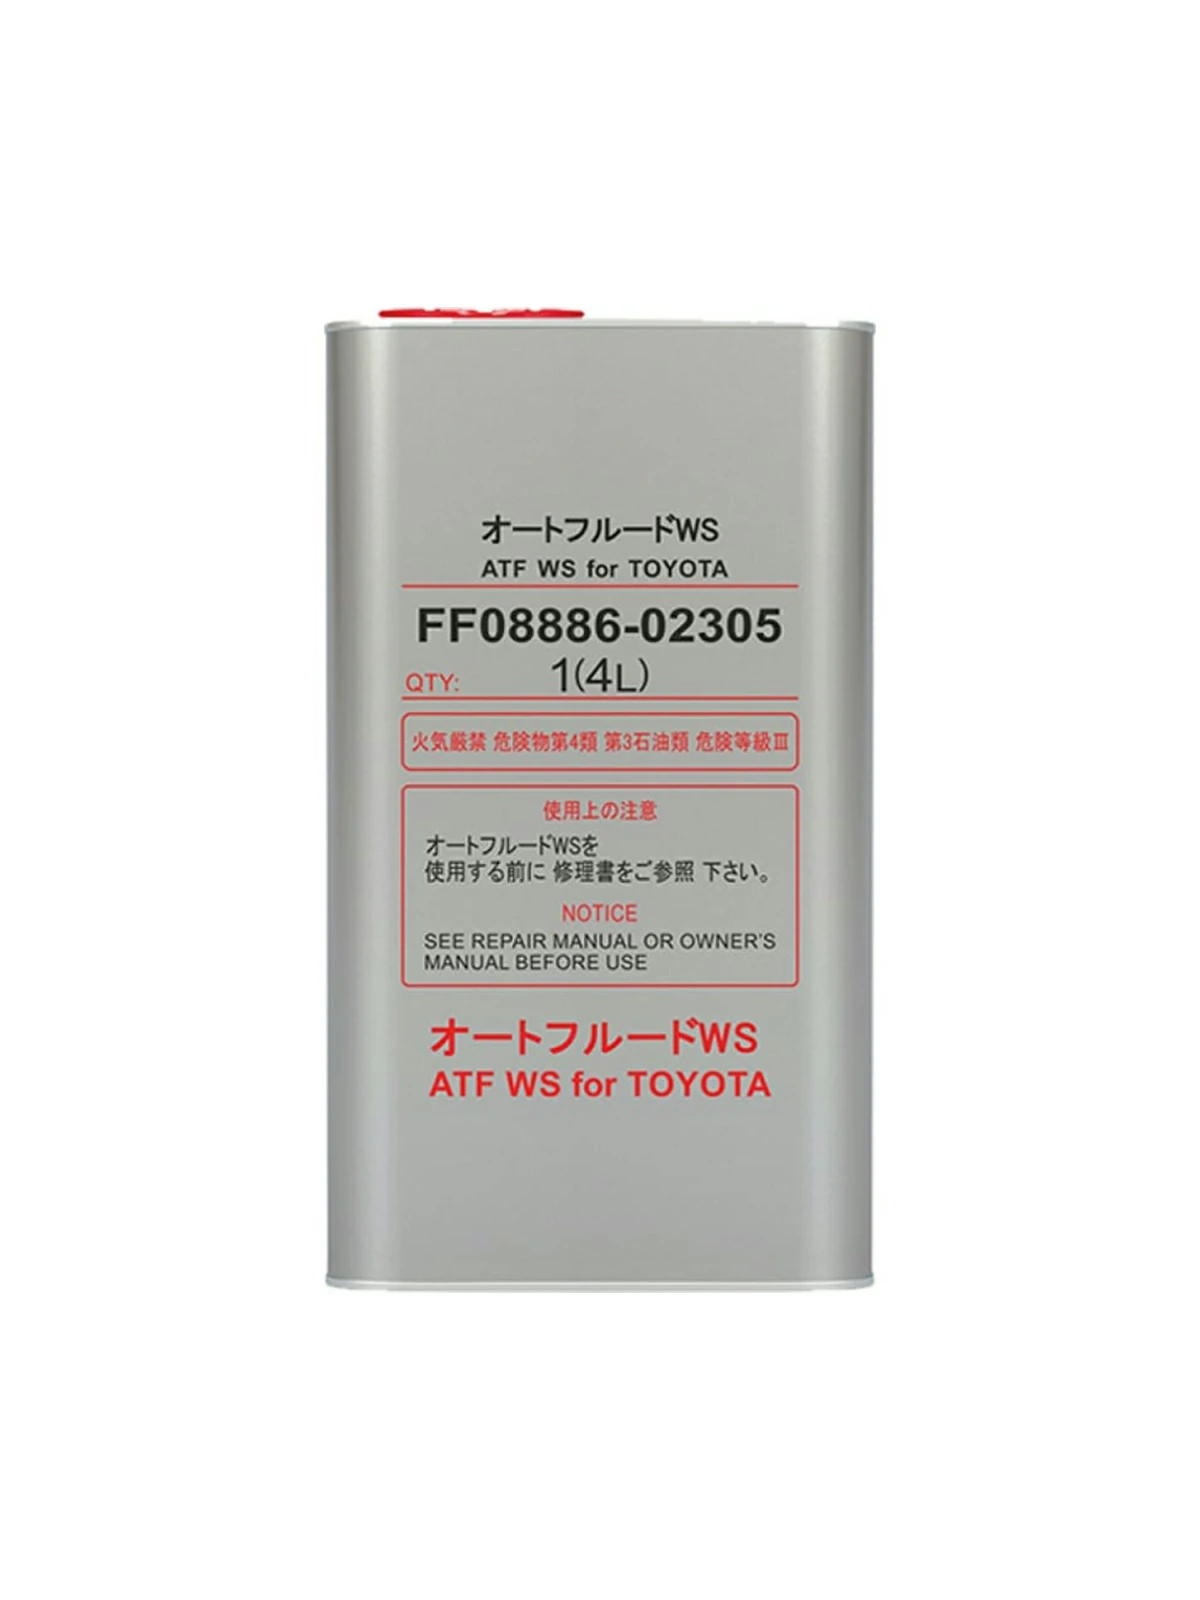 オートフルードWS
ATF WS for TOYOTA
FF08886-02305
QTY: 1(4L)
火気厳禁 危険物第4類 第3石油類 危険等級Ⅲ
使用上の注意
オートフルードWSを
使用する前に 修理書をご参照 下さい。
NOTICE
SEE REPAIR MANUAL OR OWNER'S
MANUAL BEFORE USE
オートフルードWS
ATF WS for TOYOTA